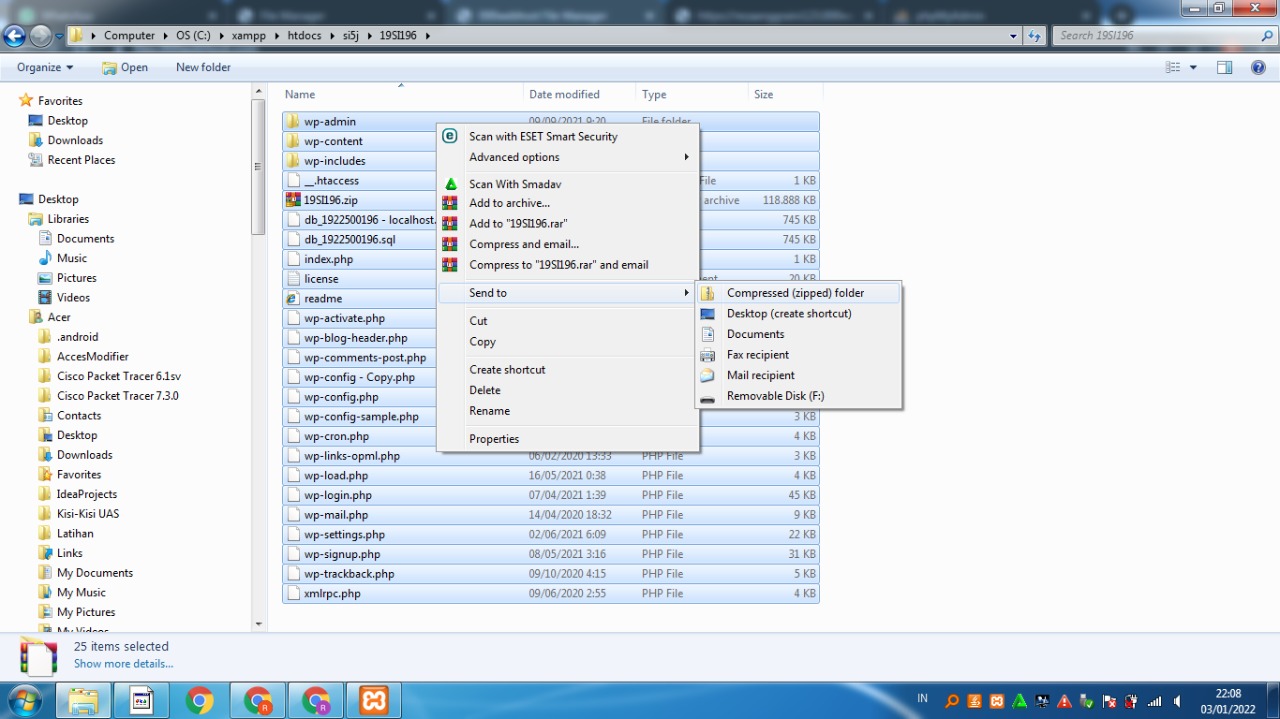 Computer OS (C:) xampp htdocs si5j 19SI196
Search 19SI196
Organize Open New folder
Name Date modified Type Size
Favorites
Desktop
Downloads
Recent Places
Desktop
Libraries
Documents
Music
Pictures
Videos
Acer
.android
AccesModifier
Cisco Packet Tracer 6.1sv
Cisco Packet Tracer 7.3.0
Contacts
Desktop
Downloads
Favorites
IdeaProjects
Kisi-Kisi UAS
Latihan
Links
My Documents
My Music
My Pictures
My Videos
wp-admin 09/09/2021 9:20 File folder
wp-content
wp-includes
__.htaccess File 1 KB
19SI196.zip archive 118.888 KB
db_1922500196 - localhost. 745 KB
db_1922500196.sql 745 KB
index.php 1 KB
license 20 KB
readme
wp-activate.php
wp-blog-header.php
wp-comments-post.php
wp-config - Copy.php
wp-config.php
wp-config-sample.php 3 KB
wp-cron.php 4 KB
wp-links-opml.php 06/02/2020 13:33 PHP File 3 KB
wp-load.php 16/05/2021 0:38 PHP File 4 KB
wp-login.php 07/04/2021 1:39 PHP File 45 KB
wp-mail.php 14/04/2020 18:32 PHP File 9 KB
wp-settings.php 02/06/2021 6:09 PHP File 22 KB
wp-signup.php 08/05/2021 3:16 PHP File 31 KB
wp-trackback.php 09/10/2020 4:15 PHP File 5 KB
xmlrpc.php 09/06/2020 2:55 PHP File 4 KB
Scan with ESET Smart Security
Advanced options
Scan With Smadav
Add to archive...
Add to "19SI196.rar"
Compress and email...
Compress to "19SI196.rar" and email
Send to
Cut
Copy
Create shortcut
Delete
Rename
Properties
Compressed (zipped) folder
Desktop (create shortcut)
Documents
Fax recipient
Mail recipient
Removable Disk (F:)
25 items selected
Show more details...
IN
22:08
03/01/2022